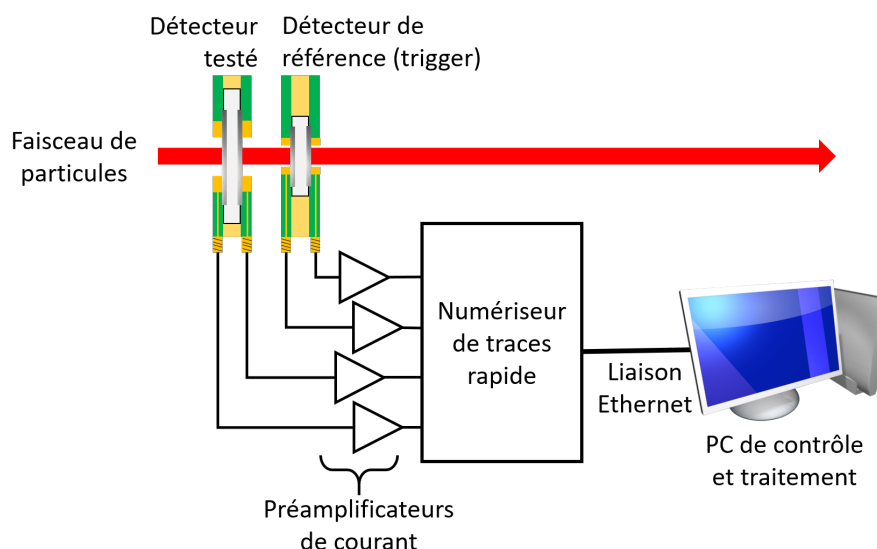 Détecteur
testé
Détecteur de
référence (trigger)
Faisceau de
particules
Numériseur
de traces
rapide
Liaison
Ethernet
PC de contrôle
et traitement
Préamplificateurs
de courant